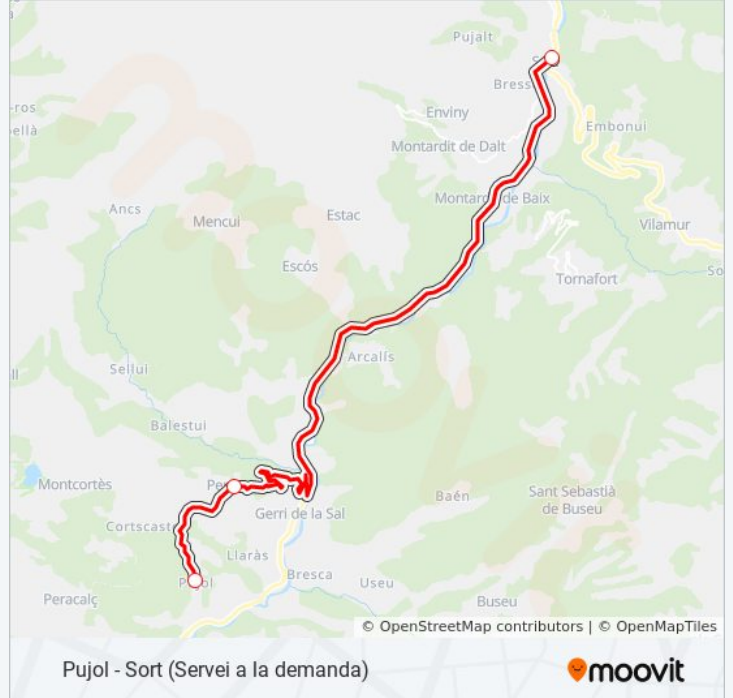 Pujalt
Enviny
Embonui
Montardit de Dalt
Ancs
Estac
Mencui
Vilamur
Escós
Tornafort
Arcalís
Sellui
Balestui
Montcortès
Baén
Sant Sebastià
de Buseu
Gerri de la Sal
Llaràs
Bresca
Useu
Peracalç
Buseu
© OpenStreetMap contributors | © OpenMapTiles
Pujol - Sort (Servei a la demanda)
moovit